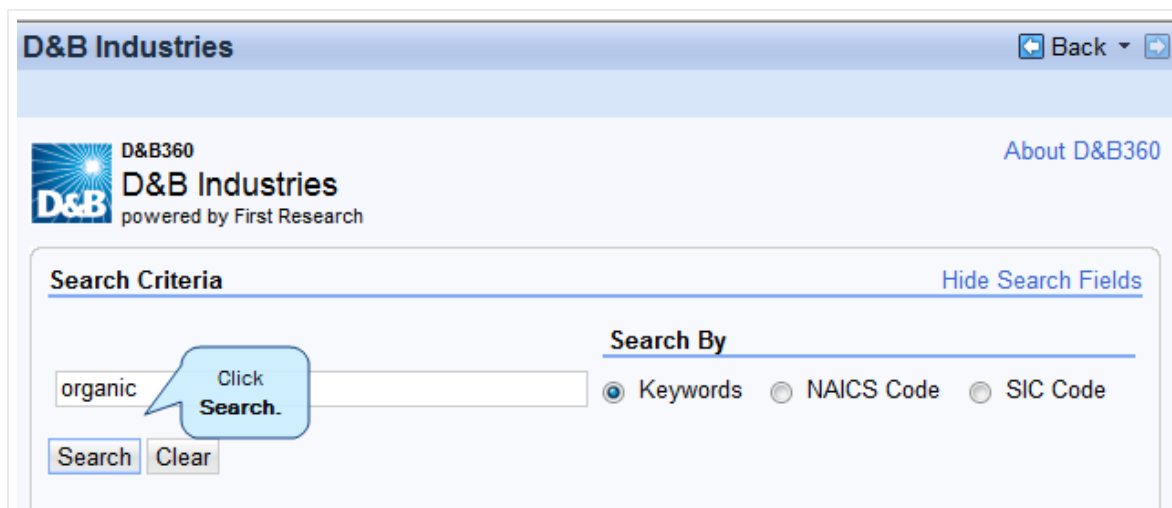 D&B Industries
Back
D&B
D&B360
D&B Industries
powered by First Research
About D&B360
Search Criteria
Hide Search Fields
Search By
organic
Click
Search.
Keywords
NAICS Code
SIC Code
Search
Clear